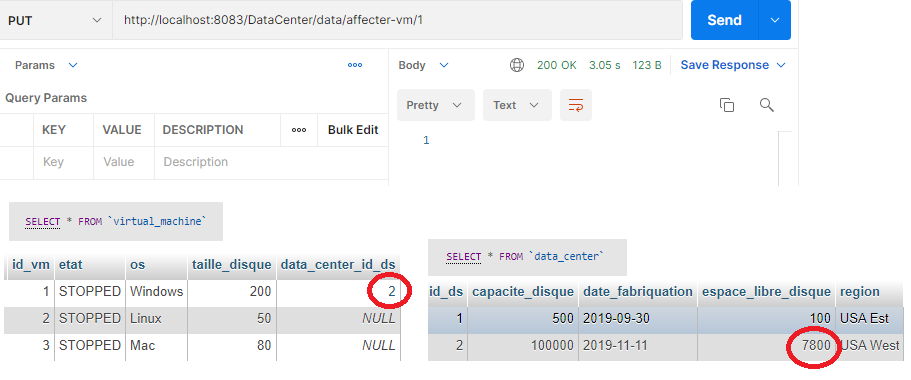 PUT http://localhost:8083/DataCenter/data/affecter-vm/1 Send
Params Body 200 OK 3.05 s 123 B Save Response
Query Params
Pretty Text
KEY VALUE DESCRIPTION Bulk Edit
1
Key Value Description
SELECT * FROM `virtual_machine`
id_vm etat os taille_disque data_center_id_ds
1 STOPPED Windows 200 2
2 STOPPED Linux 50 NULL
3 STOPPED Mac 80 NULL
SELECT * FROM `data_center`
id_ds capacite_disque date_fabriquation espace_libre_disque region
1 500 2019-09-30 100 USA Est
2 100000 2019-11-11 7800 USA West